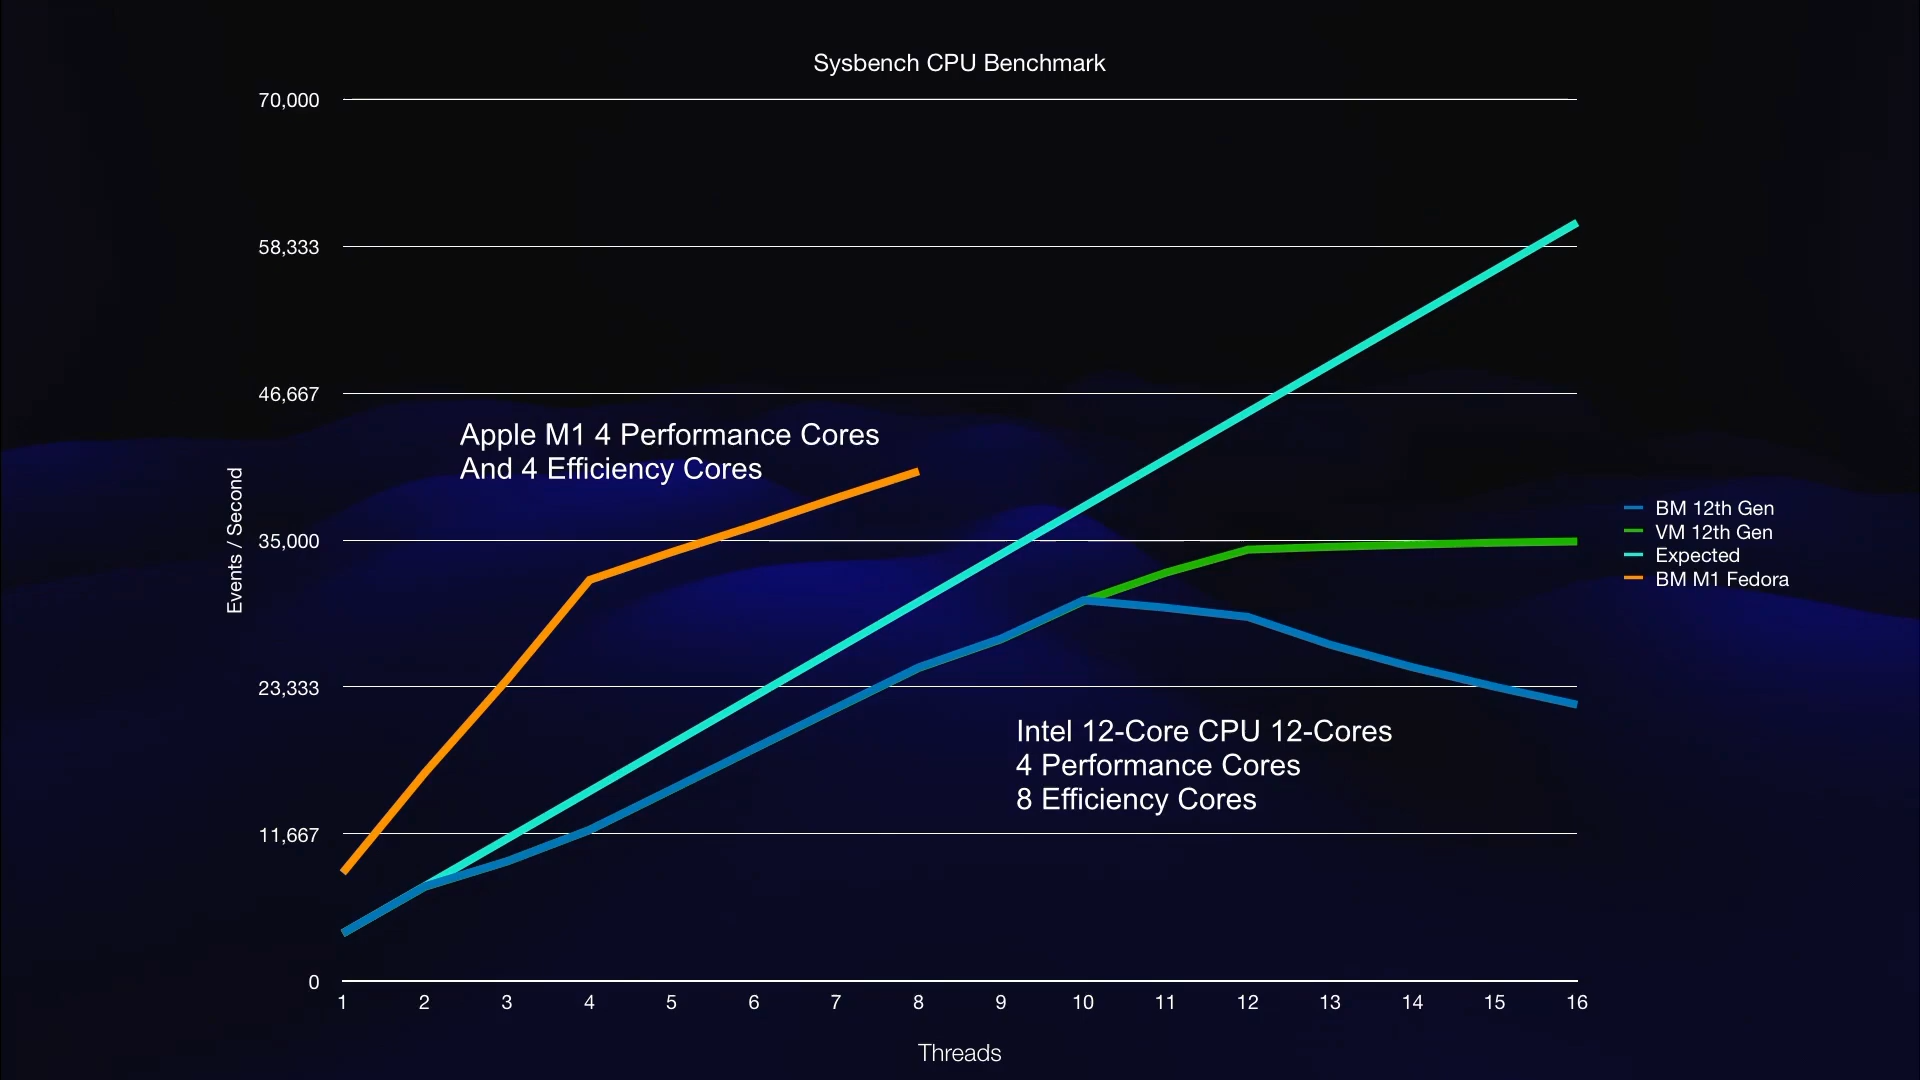 Sysbench CPU Benchmark
70,000
58,333
46,667
35,000
23,333
11,667
0
Events / Second
Apple M1 4 Performance Cores
And 4 Efficiency Cores
Intel 12-Core CPU 12-Cores
4 Performance Cores
8 Efficiency Cores
BM 12th Gen
VM 12th Gen
Expected
BM M1 Fedora
1 2 3 4 5 6 7 8 9 10 11 12 13 14 15 16
Threads